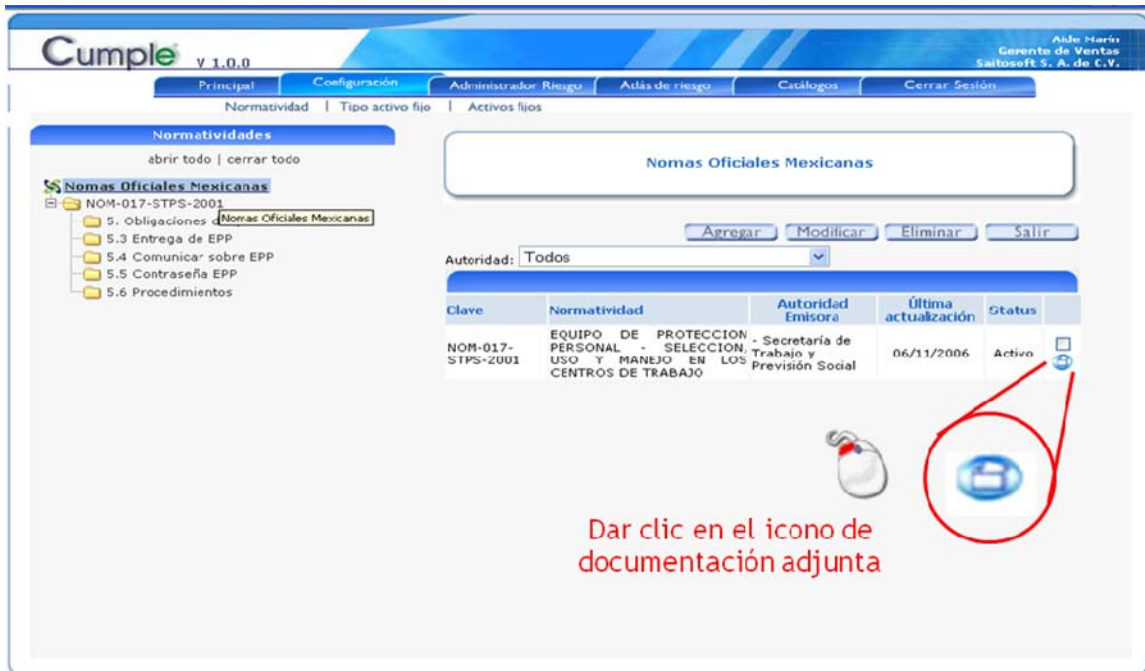 Cumple V 1.0.0
Aide Marín
Gerente de Ventas
Saitosoft S. A. de C.V.
Principal Configuración Administrador Riesgo Atlás de riesgo Catálogos Cerrar Sesión
Normatividad | Tipo activo fijo | Activos fijos
Normatividades
abrir todo | cerrar todo
Nomas Oficiales Mexicanas
NOM-017-STPS-2001
5. Obligaciones
Nomas Oficiales Mexicanas
5.3 Entrega de EPP
5.4 Comunicar sobre EPP
5.5 Contraseña EPP
5.6 Procedimientos
Nomas Oficiales Mexicanas
Agregar Modificar Eliminar Salir
Autoridad: Todos
Clave Normatividad Autoridad Emisora Última actualización Status
NOM-017-STPS-2001
EQUIPO DE PROTECCION
PERSONAL - SELECCION,
USO Y MANEJO EN LOS
CENTROS DE TRABAJO
- Secretaría de
Trabajo y
Previsión Social
06/11/2006
Activo
Dar clic en el icono de
documentación adjunta